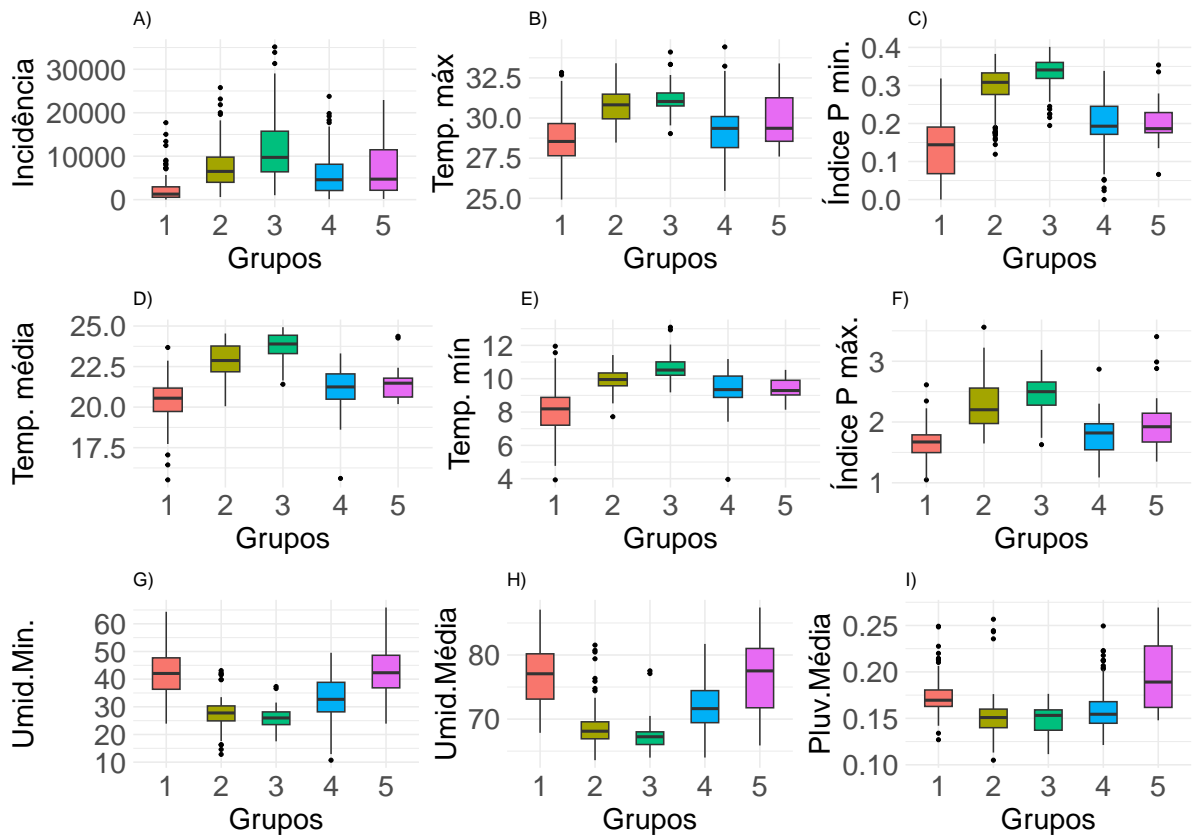 A)
Incidência
30000
20000
10000
0
1 2 3 4 5
Grupos
B)
Temp. máx
32.5
30.0
27.5
25.0
1 2 3 4 5
Grupos
C)
Índice P min.
0.4
0.3
0.2
0.1
0.0
1 2 3 4 5
Grupos
D)
Temp. média
25.0
22.5
20.0
17.5
1 2 3 4 5
Grupos
E)
Temp. mín
12
10
8
6
4
1 2 3 4 5
Grupos
F)
Índice P máx.
3
2
1
1 2 3 4 5
Grupos
G)
Umid.Min.
60
50
40
30
20
10
1 2 3 4 5
Grupos
H)
Umid.Média
80
70
1 2 3 4 5
Grupos
I)
Pluv.Média
0.25
0.20
0.15
0.10
1 2 3 4 5
Grupos